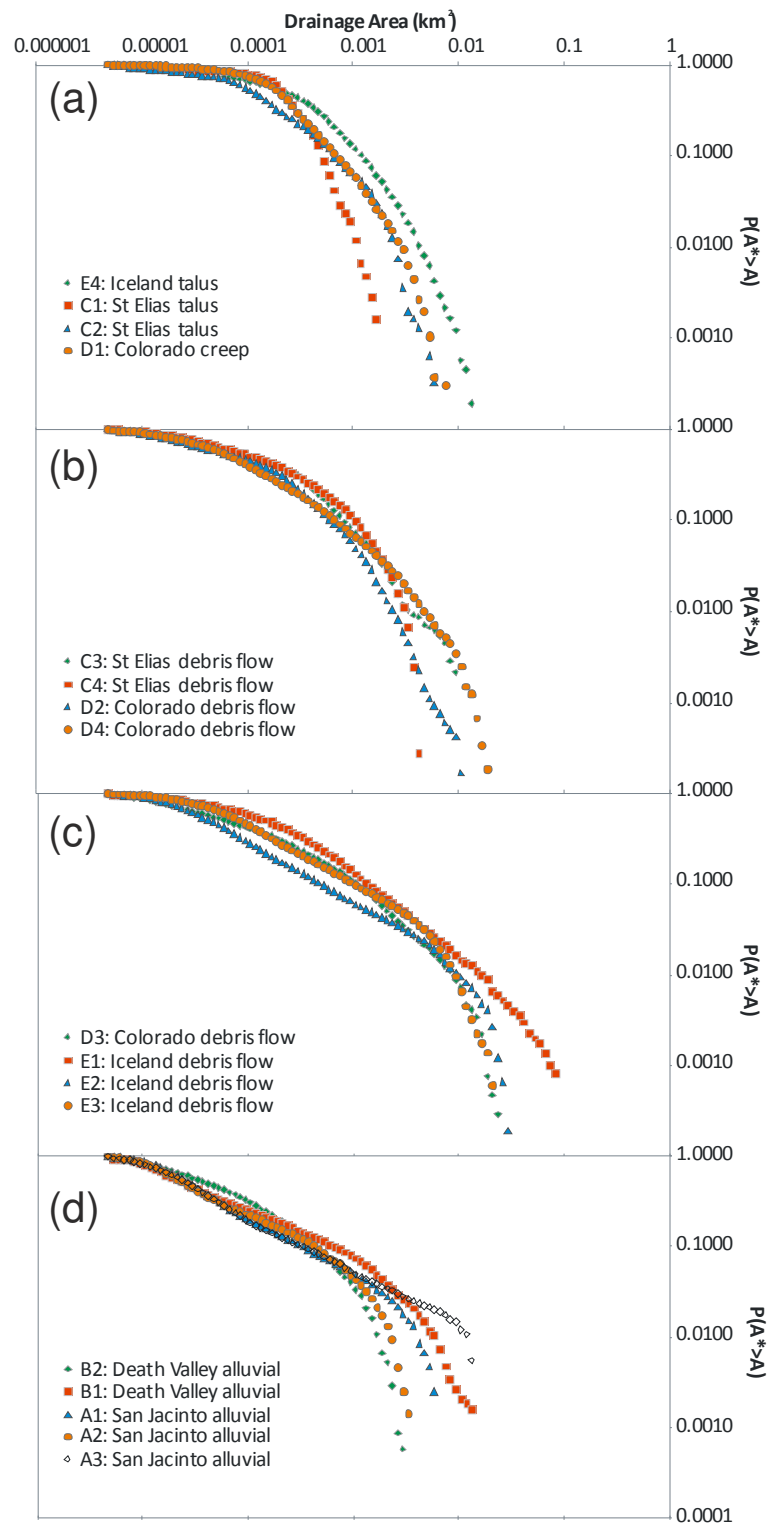 Drainage Area (km²)
0.000001 0.00001 0.0001 0.001 0.01 0.1 1
(a)
1.0000
0.1000
0.0100
0.0010
P(A*>A)
E4: Iceland talus
C1: St Elias talus
C2: St Elias talus
D1: Colorado creep
(b)
1.0000
0.1000
0.0100
0.0010
P(A*>A)
C3: St Elias debris flow
C4: St Elias debris flow
D2: Colorado debris flow
D4: Colorado debris flow
(c)
1.0000
0.1000
0.0100
0.0010
P(A*>A)
D3: Colorado debris flow
E1: Iceland debris flow
E2: Iceland debris flow
E3: Iceland debris flow
(d)
1.0000
0.1000
0.0100
0.0010
0.0001
P(A*>A)
B2: Death Valley alluvial
B1: Death Valley alluvial
A1: San Jacinto alluvial
A2: San Jacinto alluvial
A3: San Jacinto alluvial